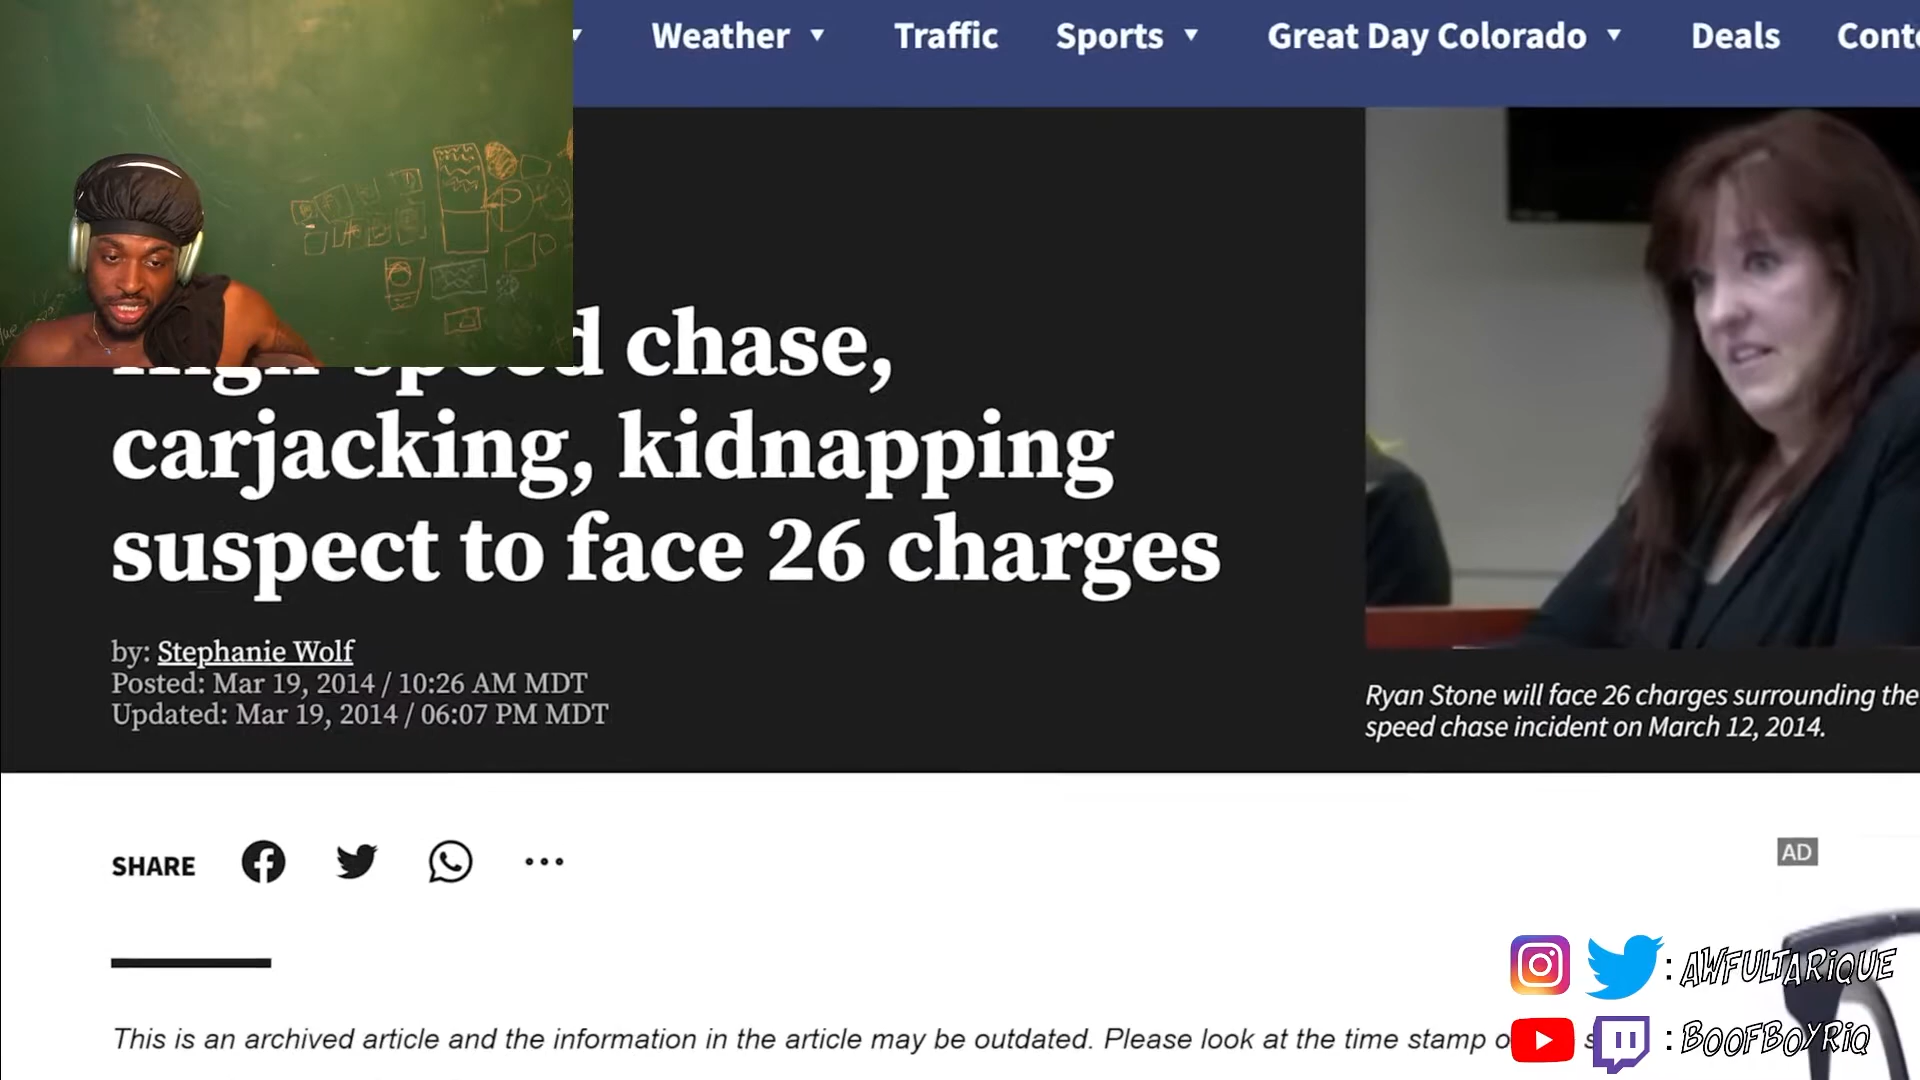 Weather
Traffic
Sports
Great Day Colorado
Deals
High-speed chase,
carjacking, kidnapping
suspect to face 26 charges
by: Stephanie Wolf
Posted: Mar 19, 2014 / 10:26 AM MDT
Updated: Mar 19, 2014 / 06:07 PM MDT
Ryan Stone will face 26 charges surrounding the
speed chase incident on March 12, 2014.
SHARE
AD
This is an archived article and the information in the article may be outdated. Please look at the time stamp
: AWFULTARiQUE
: BOOFBOYRiQ